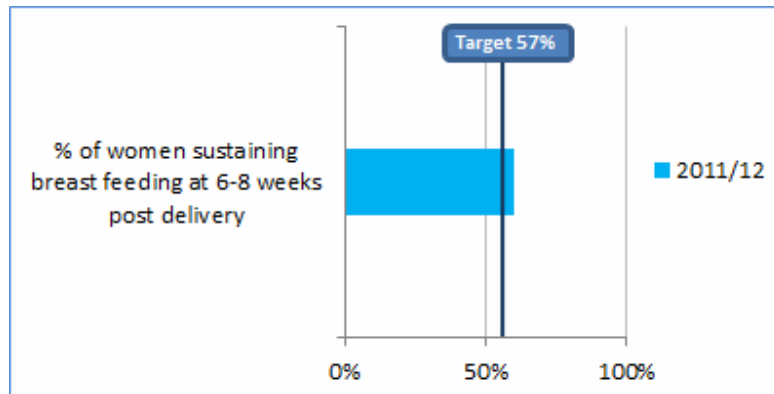 Target 57%
% of women sustaining
breast feeding at 6-8 weeks
post delivery
2011/12
0%
50%
100%